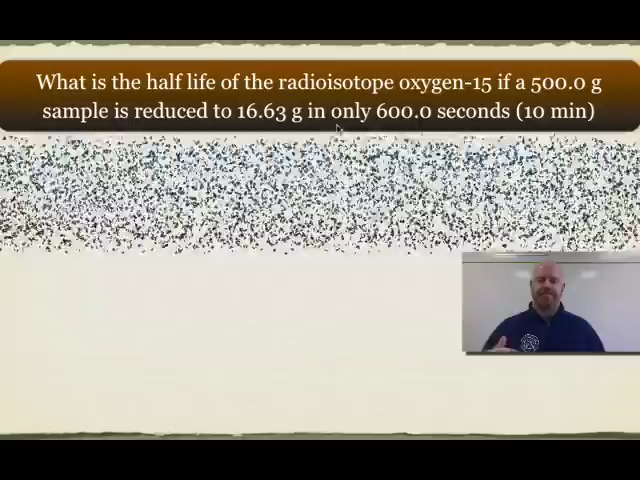 What is the half life of the radioisotope oxygen-15 if a 500.0 g
sample is reduced to 16.63 g in only 600.0 seconds (10 min)